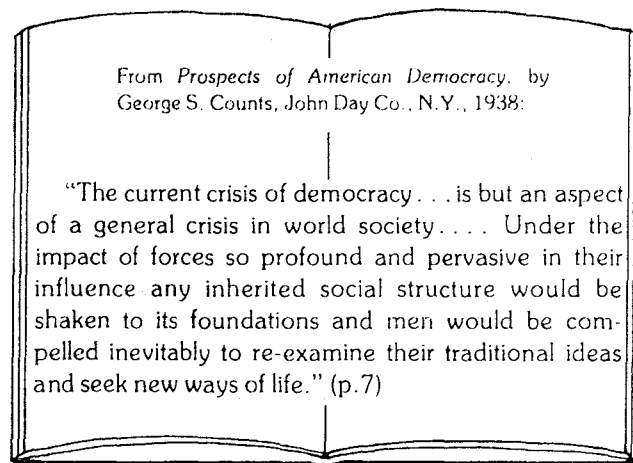 From Prospects of American Democracy, by
George S. Counts, John Day Co., N.Y., 1938:
“The current crisis of democracy . . . is but an aspect
of a general crisis in world society . . . . Under the
impact of forces so profound and pervasive in their
influence any inherited social structure would be
shaken to its foundations and men would be com-
pelled inevitably to re-examine their traditional ideas
and seek new ways of life.” (p.7)